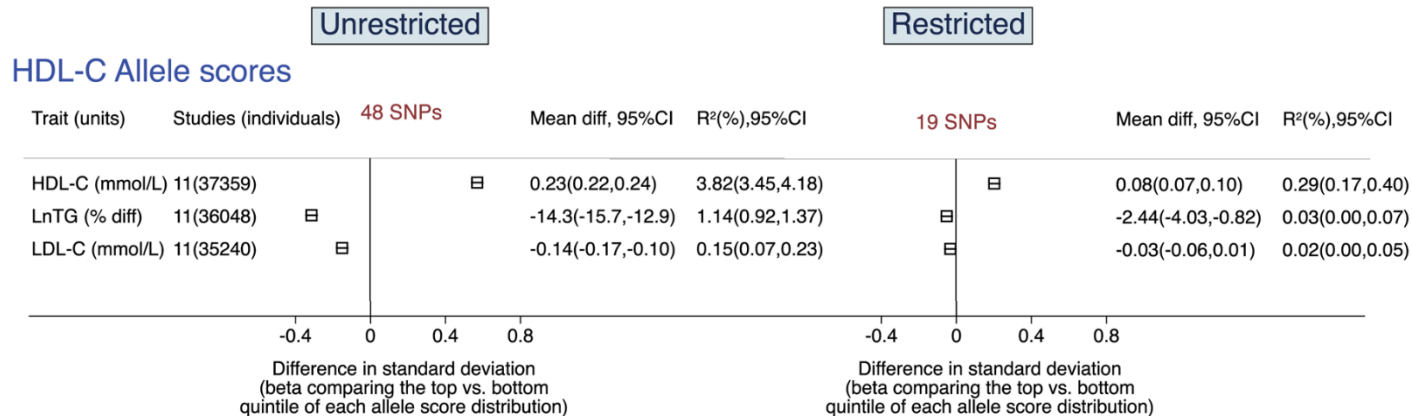 Unrestricted Restricted
HDL-C Allele scores
Trait (units) Studies (individuals) 48 SNPs Mean diff, 95%CI R²(%),95%CI 19 SNPs Mean diff, 95%CI R²(%),95%CI
HDL-C (mmol/L) 11(37359) 0.23(0.22,0.24) 3.82(3.45,4.18) 0.08(0.07,0.10) 0.29(0.17,0.40)
LnTG (% diff) 11(36048) -14.3(-15.7,-12.9) 1.14(0.92,1.37) -2.44(-4.03,-0.82) 0.03(0.00,0.07)
LDL-C (mmol/L) 11(35240) -0.14(-0.17,-0.10) 0.15(0.07,0.23) -0.03(-0.06,0.01) 0.02(0.00,0.05)
-0.4 0 0.4 0.8 -0.4 0 0.4 0.8
Difference in standard deviation Difference in standard deviation
(beta comparing the top vs. bottom (beta comparing the top vs. bottom
quintile of each allele score distribution) quintile of each allele score distribution)